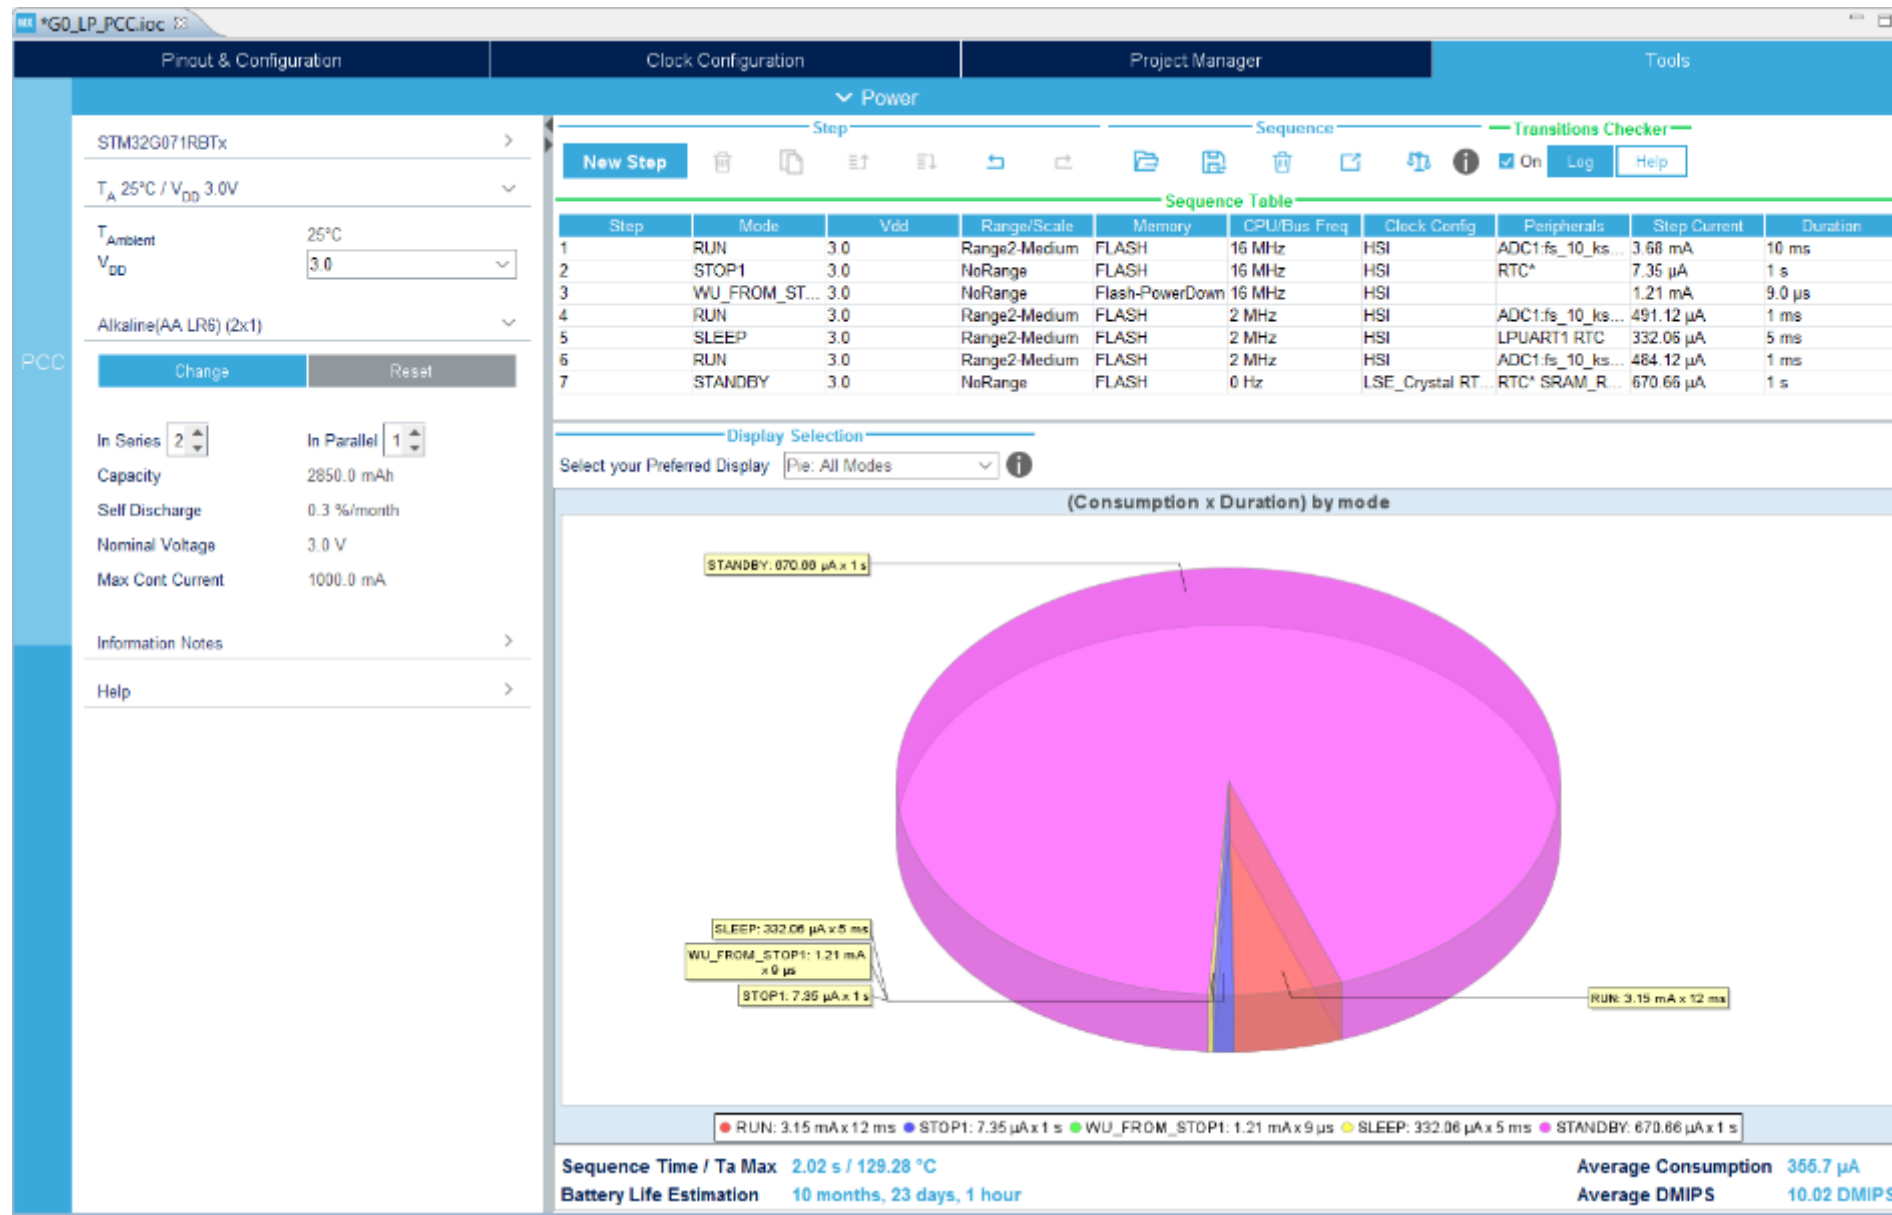 MX *G0_LP_PCC.ioc
Pinout & Configuration Clock Configuration Project Manager Tools
Power
PCC
STM32G071RBTx
TA 25°C / VDD 3.0V
TAmbient 25°C
VDD 3.0
Alkaline(AA LR6) (2x1)
Change Reset
In Series 2 In Parallel 1
Capacity 2850.0 mAh
Self Discharge 0.3 %/month
Nominal Voltage 3.0 V
Max Cont Current 1000.0 mA
Information Notes
Help
Step Sequence Transitions Checker
New Step On Log Help
Sequence Table
Step Mode Vdd Range/Scale Memory CPU/Bus Freq Clock Config Peripherals Step Current Duration
1 RUN 3.0 Range2-Medium FLASH 16 MHz HSI ADC1:fs_10_ks... 3.68 mA 10 ms
2 STOP1 3.0 NoRange FLASH 16 MHz HSI RTC* 7.35 µA 1 s
3 WU_FROM_ST... 3.0 NoRange Flash-PowerDown 16 MHz HSI 1.21 mA 9.0 µs
4 RUN 3.0 Range2-Medium FLASH 2 MHz HSI ADC1:fs_10_ks... 491.12 µA 1 ms
5 SLEEP 3.0 Range2-Medium FLASH 2 MHz HSI LPUART1 RTC 332.06 µA 5 ms
6 RUN 3.0 Range2-Medium FLASH 2 MHz HSI ADC1:fs_10_ks... 484.12 µA 1 ms
7 STANDBY 3.0 NoRange FLASH 0 Hz LSE_Crystal RT... RTC* SRAM_R... 670.66 µA 1 s
Display Selection
Select your Preferred Display Pie: All Modes
(Consumption x Duration) by mode
STANDBY: 670.66 µA x 1 s
SLEEP: 332.06 µA x 5 ms
WU_FROM_STOP1: 1.21 mA
x 9 µs
STOP1: 7.35 µA x 1 s
RUN: 3.15 mA x 12 ms
RUN: 3.15 mA x 12 ms STOP1: 7.35 µA x 1 s WU_FROM_STOP1: 1.21 mA x 9 µs SLEEP: 332.06 µA x 5 ms STANDBY: 670.66 µA x 1 s
Sequence Time / Ta Max 2.02 s / 129.28 °C Average Consumption 355.7 µA
Battery Life Estimation 10 months, 23 days, 1 hour Average DMIPS 10.02 DMIPS